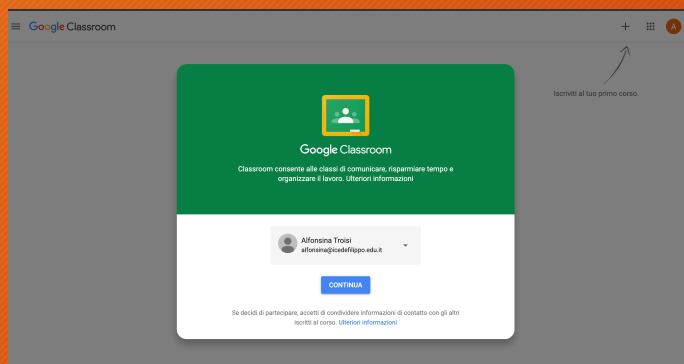 Google Classroom
A
Iscriviti al tuo primo corso.
Google Classroom
Classroom consente alle classi di comunicare, risparmiare tempo e
organizzare il lavoro. Ulteriori informazioni
Alfonsina Troisi
alfonsina@icedefilippo.edu.it
CONTINUA
Se decidi di partecipare, accetti di condividere informazioni di contatto con gli altri
iscritti al corso. Ulteriori informazioni